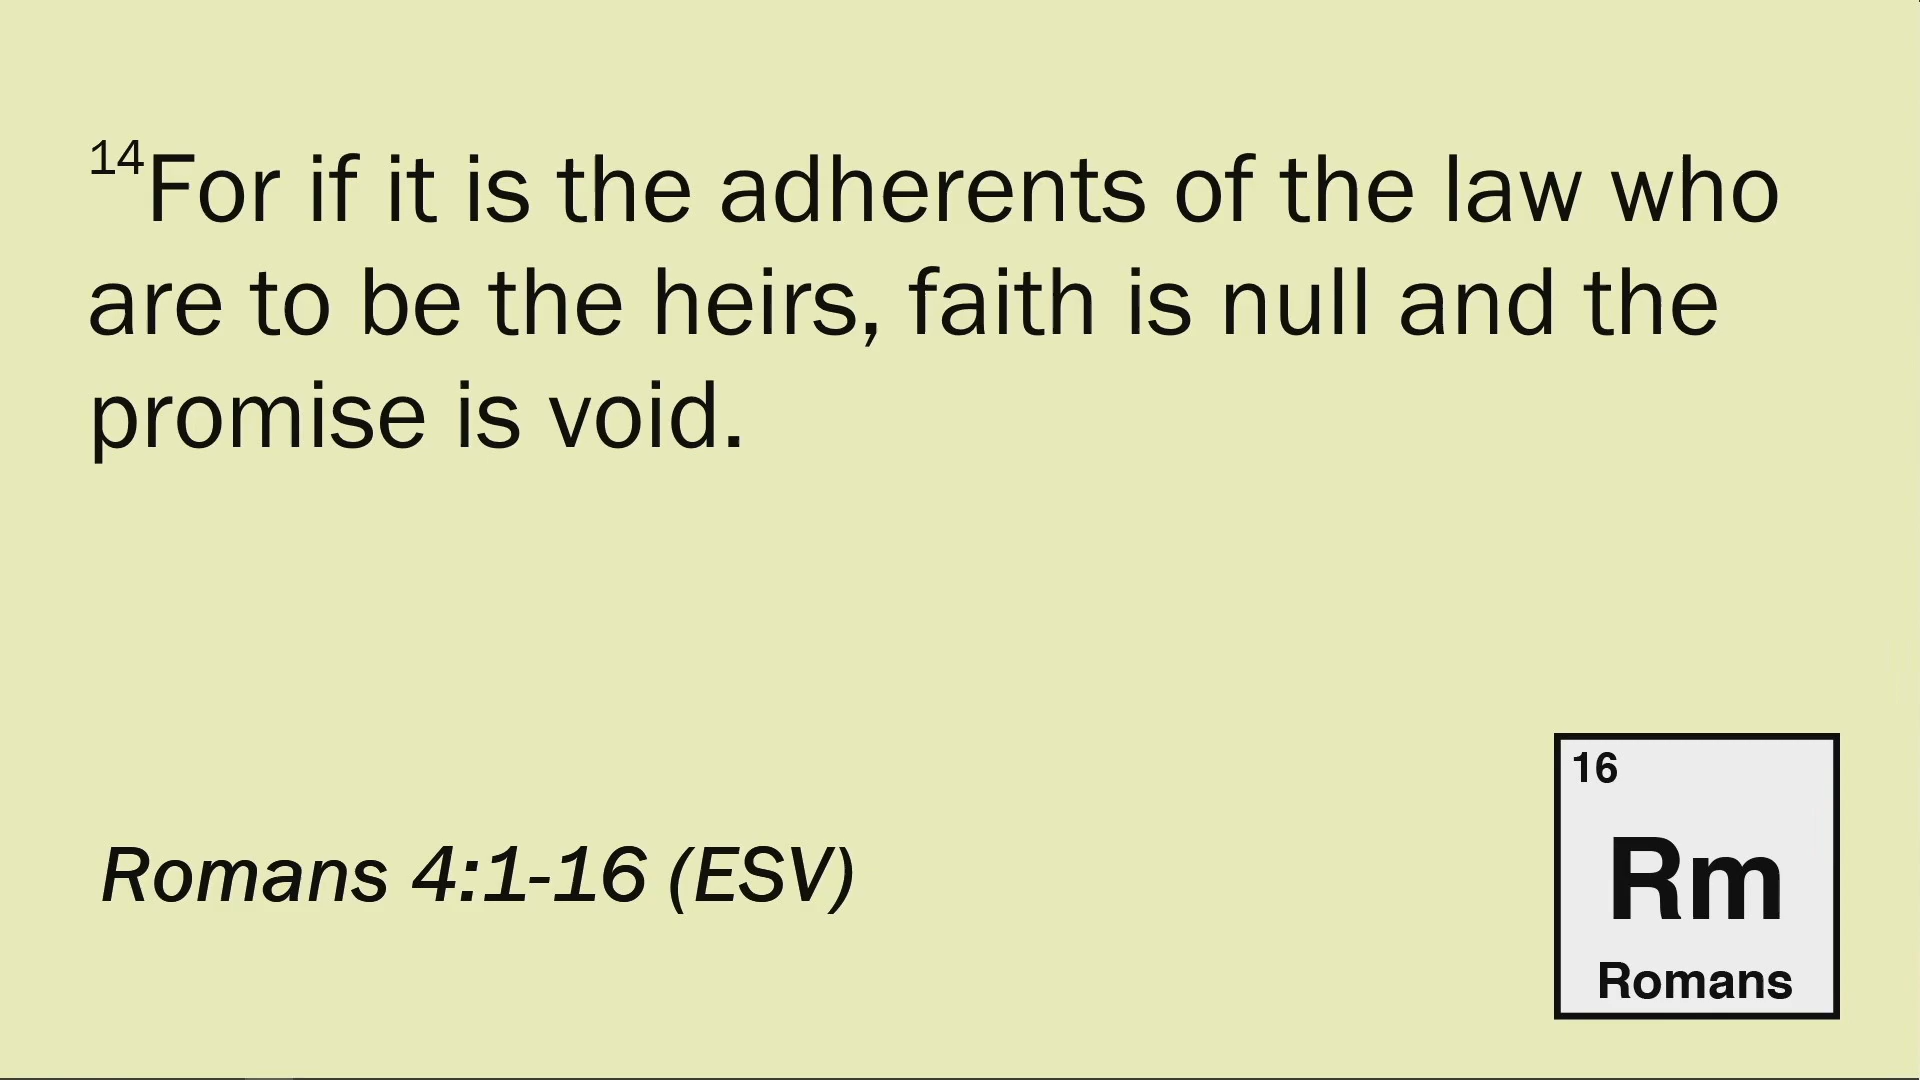 14For if it is the adherents of the law who
are to be the heirs, faith is null and the
promise is void.
Romans 4:1-16 (ESV)
16
Rm
Romans